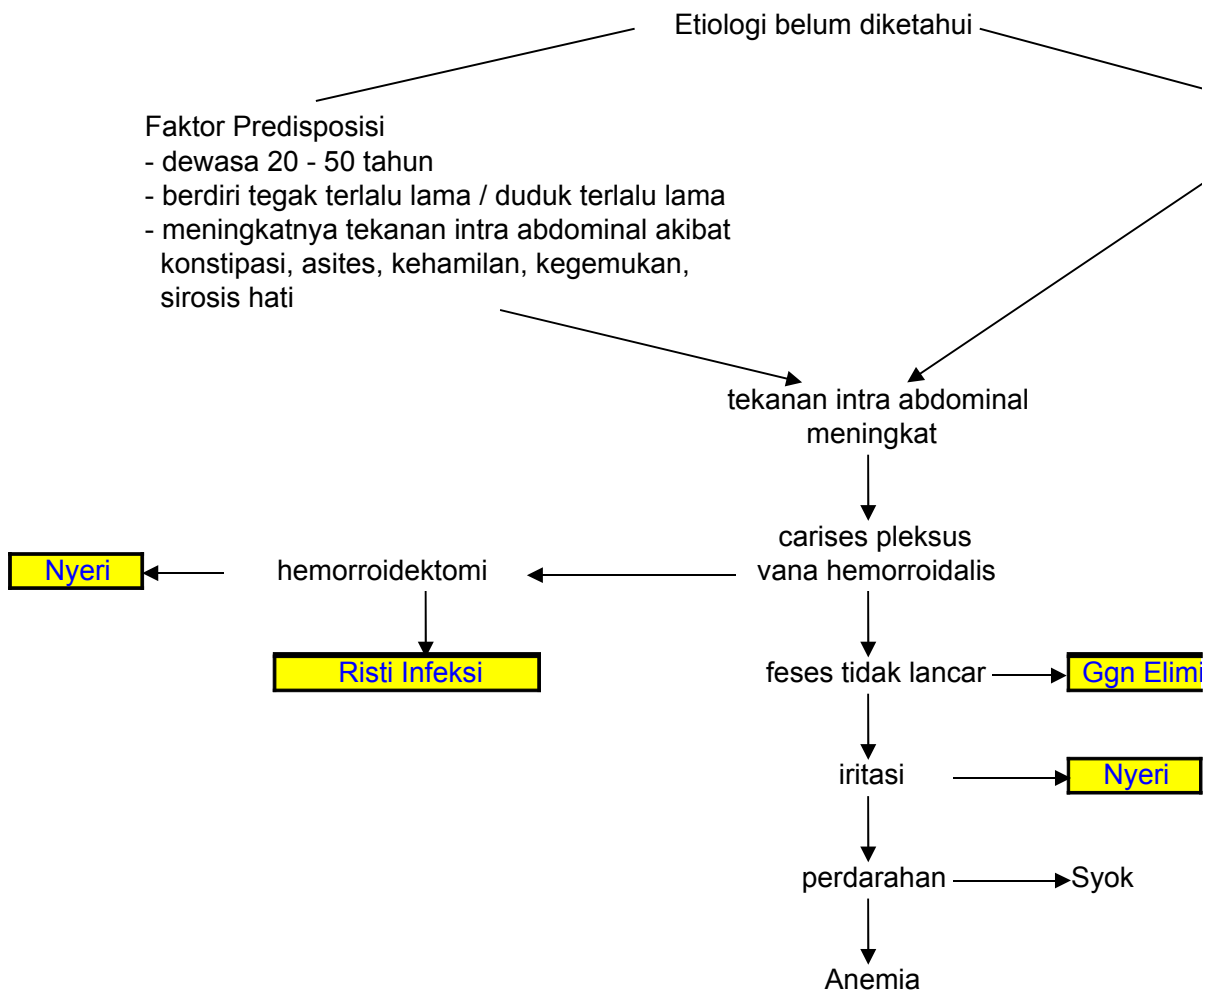 Etiologi belum diketahui
Faktor Predisposisi
- dewasa 20 - 50 tahun
- berdiri tegak terlalu lama / duduk terlalu lama
- meningkatnya tekanan intra abdominal akibat
konstipasi, asites, kehamilan, kegemukan,
sirosis hati
tekanan intra abdominal
meningkat
carises pleksus
vana hemorroidalis
hemorroidektomi
Nyeri
Risti Infeksi
feses tidak lancar
Ggn Elimi
iritasi
Nyeri
perdarahan
Syok
Anemia